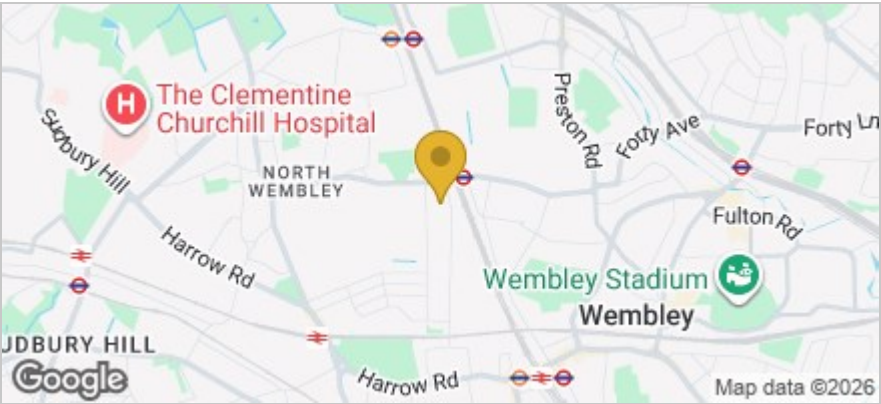 The Clementine
Churchill Hospital
H
Sudbury Hill
Preston Rd
Forty Ave
Forty Ln
NORTH
WEMBLEY
Harrow Rd
Fulton Rd
Wembley Stadium
Wembley
UDBURY HILL
Harrow Rd
Google
Map data ©2026